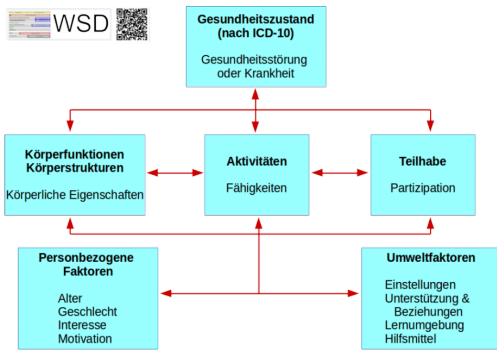 WSD
Gesundheitszustand
(nach ICD-10)
Gesundheitsstörung
oder Krankheit
Körperfunktionen
Körperstrukturen
Körperliche Eigenschaften
Aktivitäten
Fähigkeiten
Teilhabe
Partizipation
Personbezogene
Faktoren
Alter
Geschlecht
Interesse
Motivation
Umweltfaktoren
Einstellungen
Unterstützung &
Beziehungen
Lernumgebung
Hilfsmittel